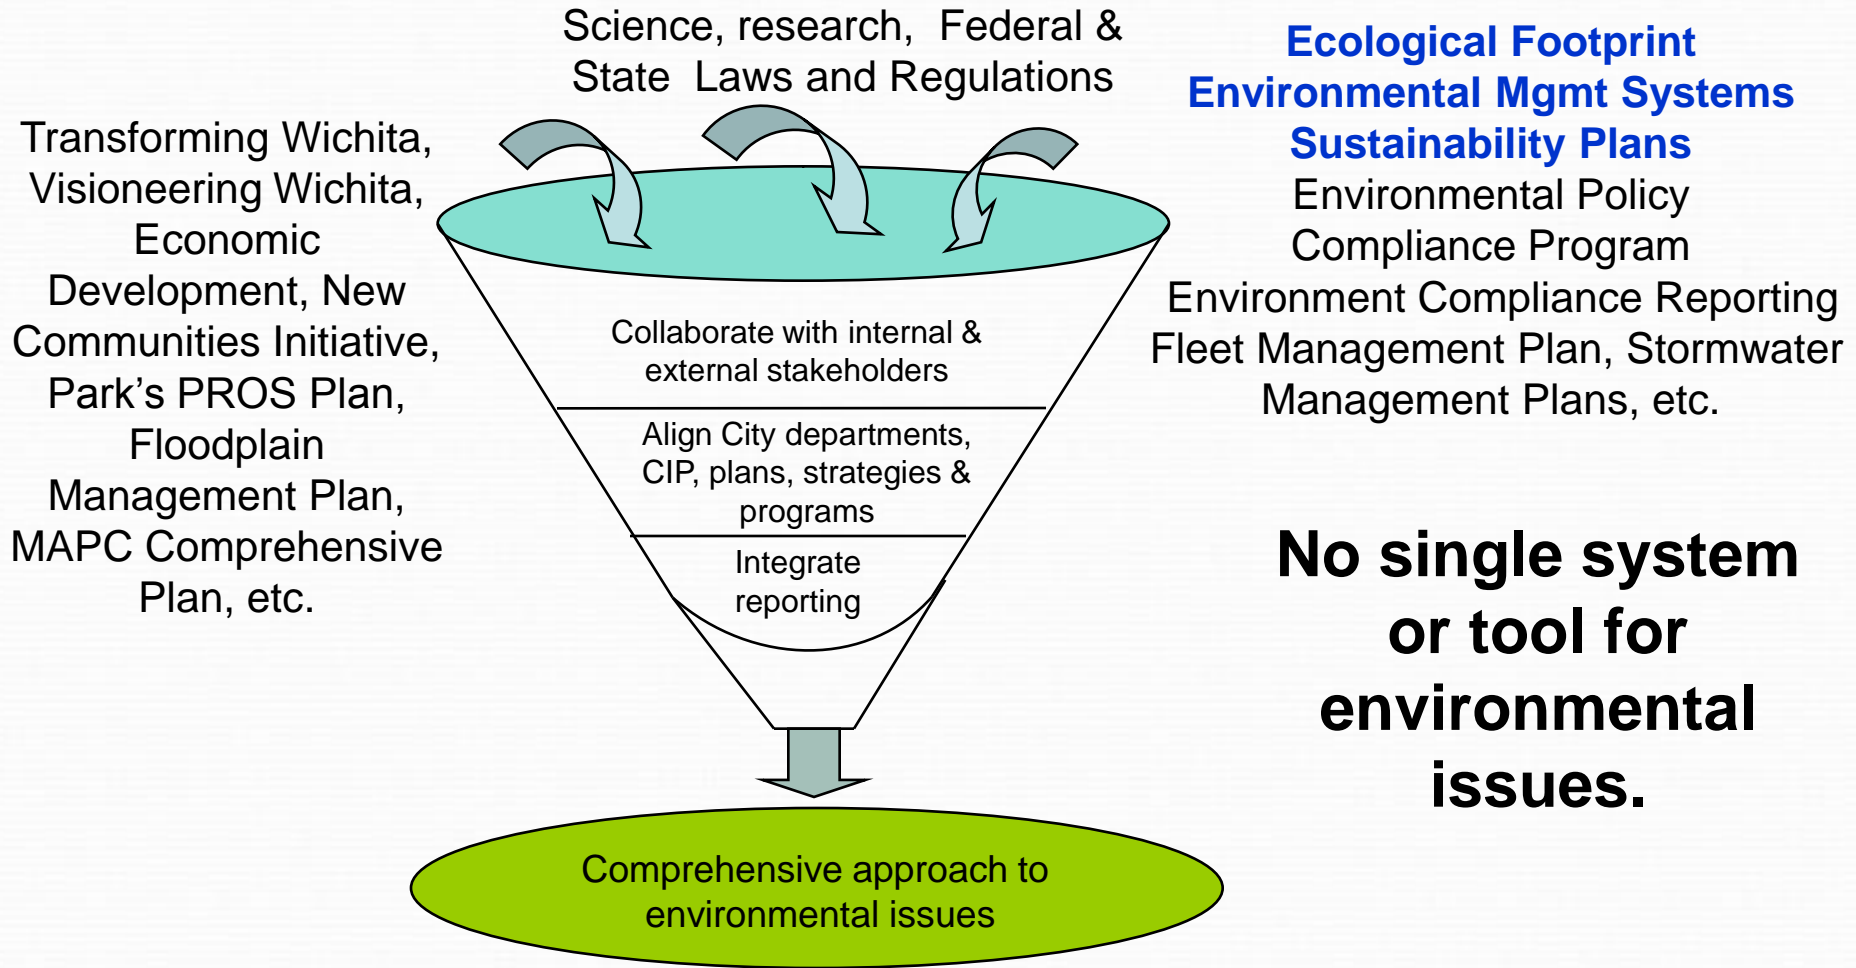 Science, research, Federal &
State Laws and Regulations
Transforming Wichita,
Visioneering Wichita,
Economic
Development, New
Communities Initiative,
Park’s PROS Plan,
Floodplain
Management Plan,
MAPC Comprehensive
Plan, etc.
Ecological Footprint
Environmental Mgmt Systems
Sustainability Plans
Environmental Policy
Compliance Program
Environment Compliance Reporting
Fleet Management Plan, Stormwater
Management Plans, etc.
Collaborate with internal &
external stakeholders
Align City departments,
CIP, plans, strategies &
programs
Integrate
reporting
No single system
or tool for
environmental
issues.
Comprehensive approach to
environmental issues